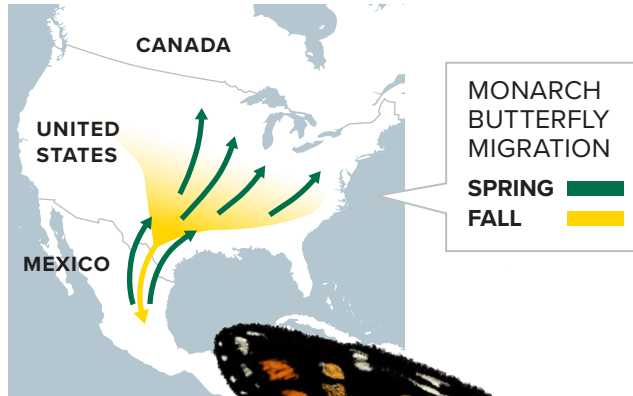 CANADA
UNITED
STATES
MEXICO
MONARCH
BUTTERFLY
MIGRATION
SPRING
FALL